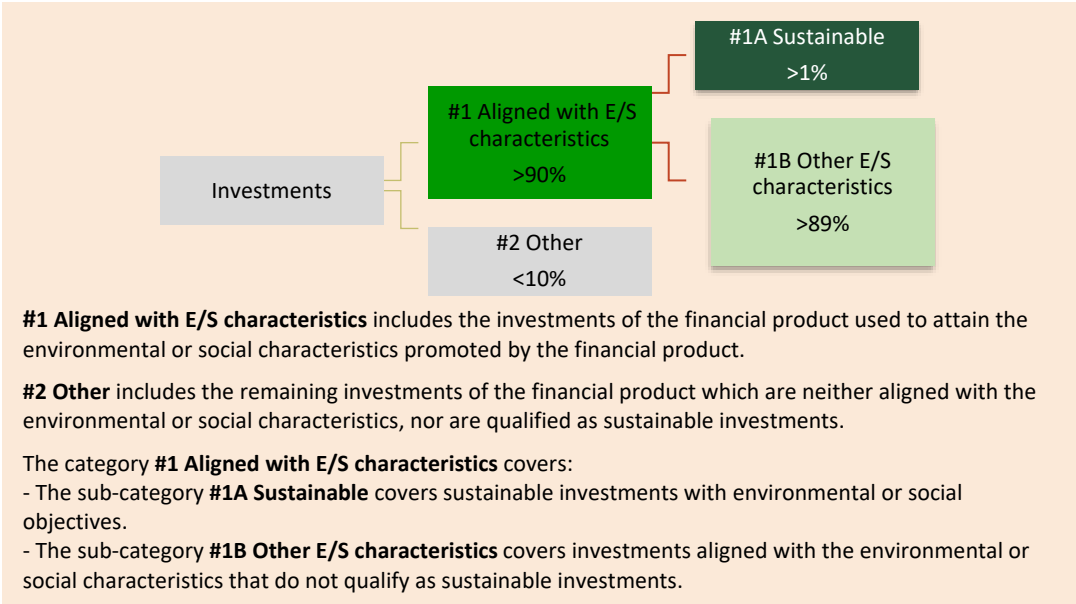 #1A Sustainable
>1%
#1 Aligned with E/S
characteristics
>90%
#1B Other E/S
characteristics
>89%
Investments
#2 Other
<10%
#1 Aligned with E/S characteristics includes the investments of the financial product used to attain the
environmental or social characteristics promoted by the financial product.
#2 Other includes the remaining investments of the financial product which are neither aligned with the
environmental or social characteristics, nor are qualified as sustainable investments.
The category #1 Aligned with E/S characteristics covers:
- The sub-category #1A Sustainable covers sustainable investments with environmental or social
objectives.
- The sub-category #1B Other E/S characteristics covers investments aligned with the environmental or
social characteristics that do not qualify as sustainable investments.